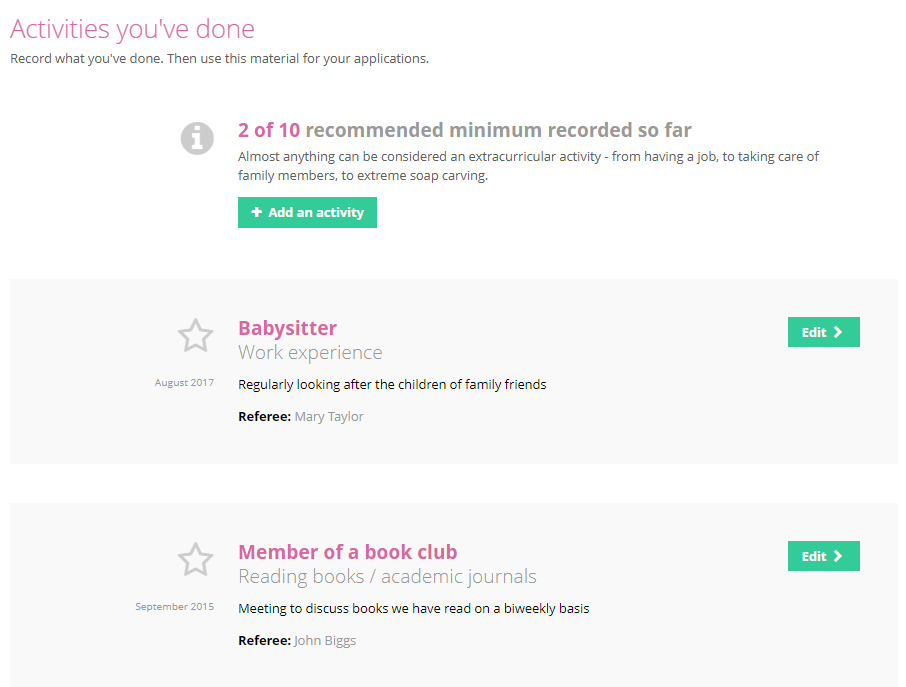 Activities you've done
Record what you've done. Then use this material for your applications.
2 of 10 recommended minimum recorded so far
Almost anything can be considered an extracurricular activity - from having a job, to taking care of
family members, to extreme soap carving.
+ Add an activity
Babysitter
Edit
Work experience
August 2017
Regularly looking after the children of family friends
Referee: Mary Taylor
Member of a book club
Edit
Reading books / academic journals
September 2015
Meeting to discuss books we have read on a biweekly basis
Referee: John Biggs